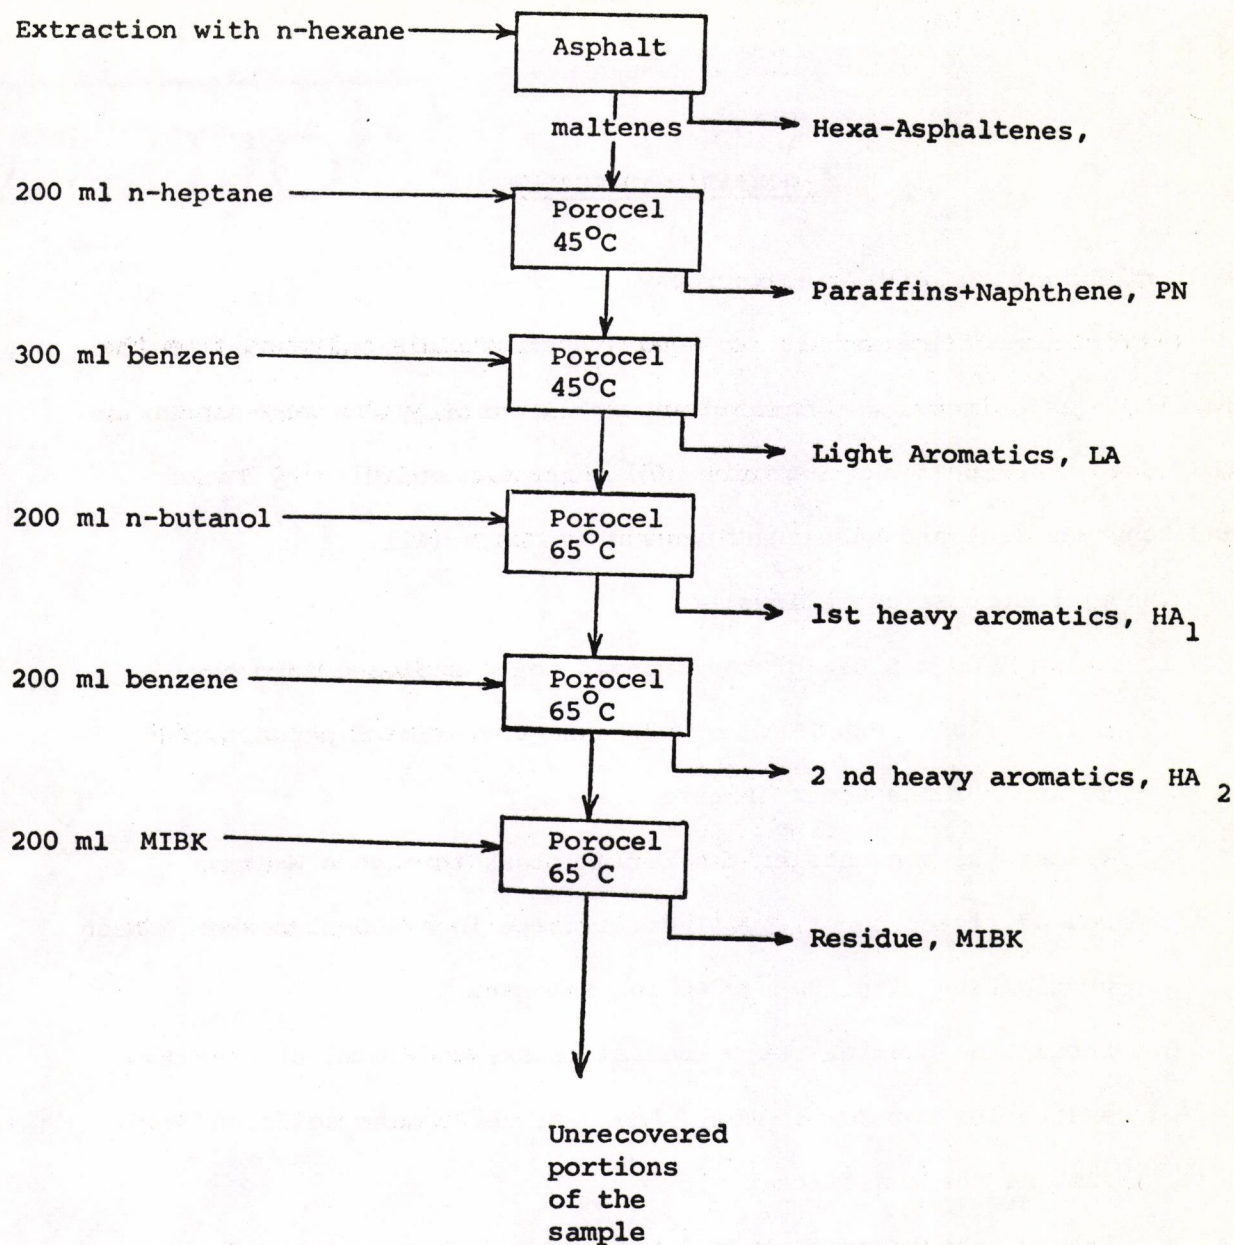 Extraction with n-hexane
Asphalt
maltenes
Hexa-Asphaltenes,
200 ml n-heptane
Porocel
45°C
Paraffins+Naphthene, PN
300 ml benzene
Porocel
45°C
Light Aromatics, LA
200 ml n-butanol
Porocel
65°C
1st heavy aromatics, HA1
200 ml benzene
Porocel
65°C
2 nd heavy aromatics, HA 2
200 ml MIBK
Porocel
65°C
Residue, MIBK
Unrecovered
portions
of the
sample